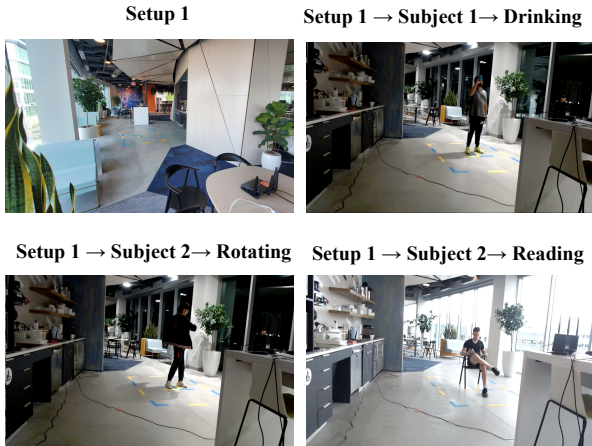 Setup 1
Setup 1 → Subject 1→ Drinking
Setup 1 → Subject 2→ Rotating
Setup 1 → Subject 2→ Reading